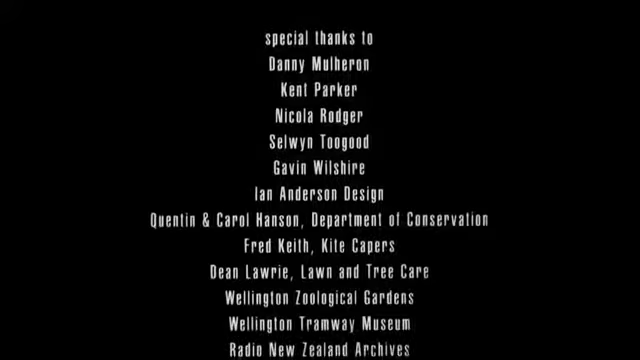 special thanks to
Danny Mulheron
Kent Parker
Nicola Rodger
Selwyn Toogood
Gavin Wilshire
Ian Anderson Design
Quentin & Carol Hanson, Department of Conservation
Fred Keith, Kite Capers
Dean Lawrie, Lawn and Tree Care
Wellington Zoological Gardens
Wellington Tramway Museum
Radio New Zealand Archives